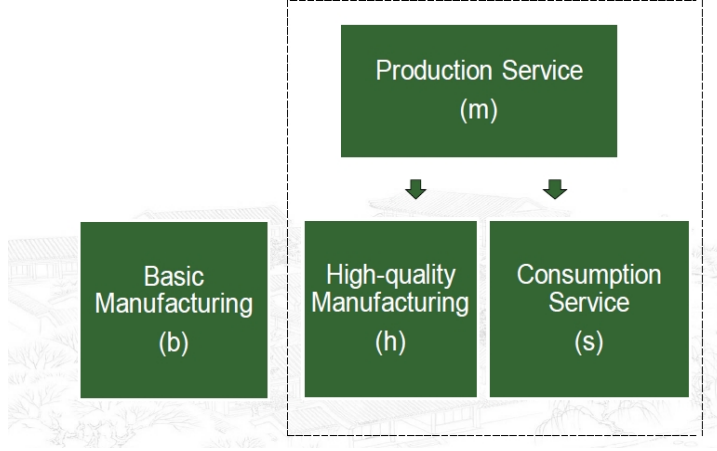 Production Service
(m)
Basic
Manufacturing
(b)
High-quality
Manufacturing
(h)
Consumption
Service
(s)